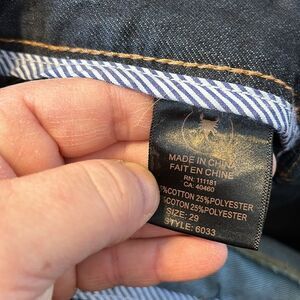 MADE IN CHINA
FAIT EN CHINE
RN: 111181
CA: 40460
%COTTON 25%POLYESTER
%COTON 25%POLYESTER
SIZE: 29
STYLE: 6033